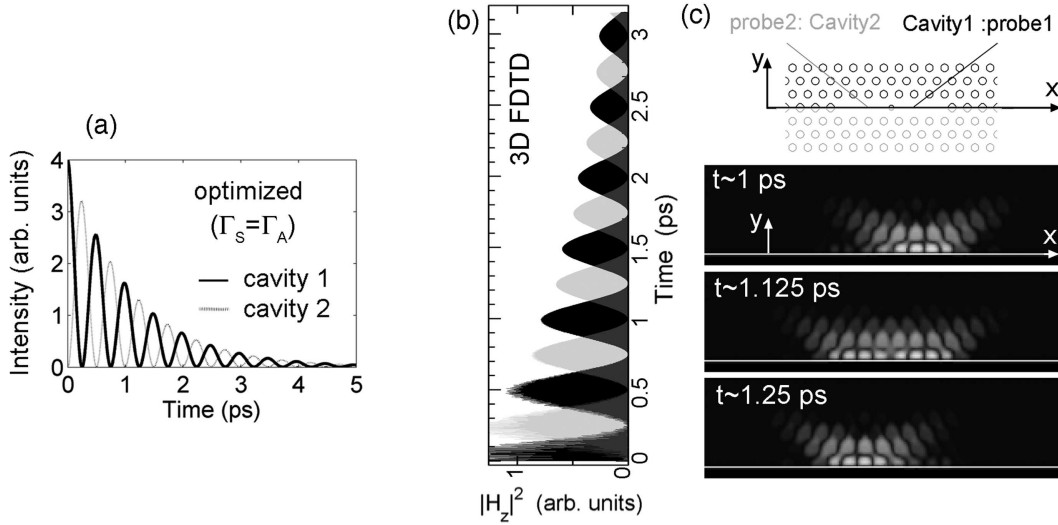 (a)
Intensity (arb. units)
4
3
2
1
0
optimized
(Γ_S=Γ_A)
cavity 1
cavity 2
0 1 2 3 4 5
Time (ps)
(b)
3D FDTD
0 0.5 1 1.5 2 2.5 3
Time (ps)
1 0
|H_z|² (arb. units)
(c)
probe2: Cavity2 Cavity1 :probe1
y
x
t~1 ps
y
x
t~1.125 ps
t~1.25 ps